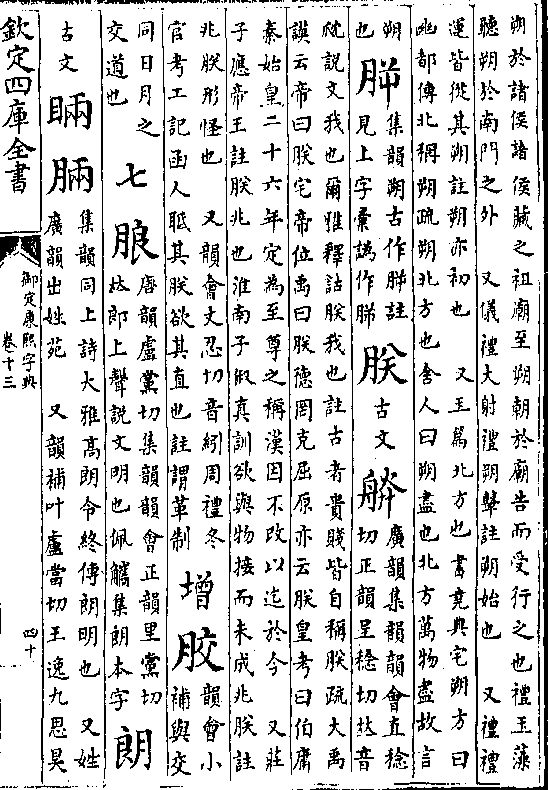 朔於諸侯諸侯藏之祖廟至朔朝於廟告而受行之也禮玉藻
聽朔於南門之外 又儀禮大射禮朔鼙註朔始也 又禮禮
運皆從其朔註朔亦初也 又玉篇北方也書堯典宅朔方曰
幽都傳北稱朔疏朔北方也舍人曰朔盡也北方萬物盡故言
朔
也
集韻朔古作註
見上字彙譌作
朕
古文
廣韻集韻韻會直稔
切正韻呈稔切𠀤音
說文我也爾雅釋詁朕我也註古者貴賤皆自稱朕疏大禹
謨云帝曰朕宅帝位禹曰朕德罔克屈原亦云朕皇考曰伯庸
秦始皇二十六年定為至尊之稱漢因不改以迄於今 又莊
子應帝王註朕兆也淮南子俶真訓欲與物接而未成兆朕註
兆朕形怪也 又韻會丈忍切音紖周禮冬
官考工記函人眡其朕欲其直也註謂革制
增胶
韻會小
補與交
同日月之
交道也
七
朖
唐韻盧黨切集韻韻會正韻里黨切
𠀤郎上聲說文明也佩觿集朗本字
朗
古文
集韻同上詩大雅高朗令終傳朗明也 又姓
廣韻出姓苑 又韻補叶盧當切王逸九思昊
欽定四庫全書
御定康熙字典
卷十三
四十